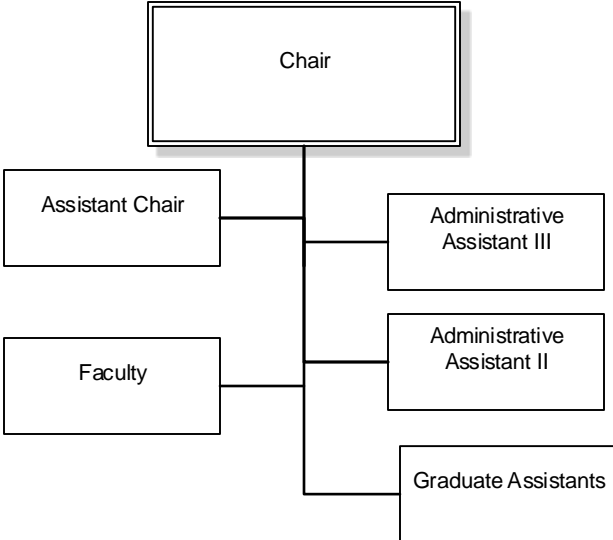 Chair
Assistant Chair
Administrative
Assistant III
Administrative
Assistant II
Faculty
Graduate Assistants